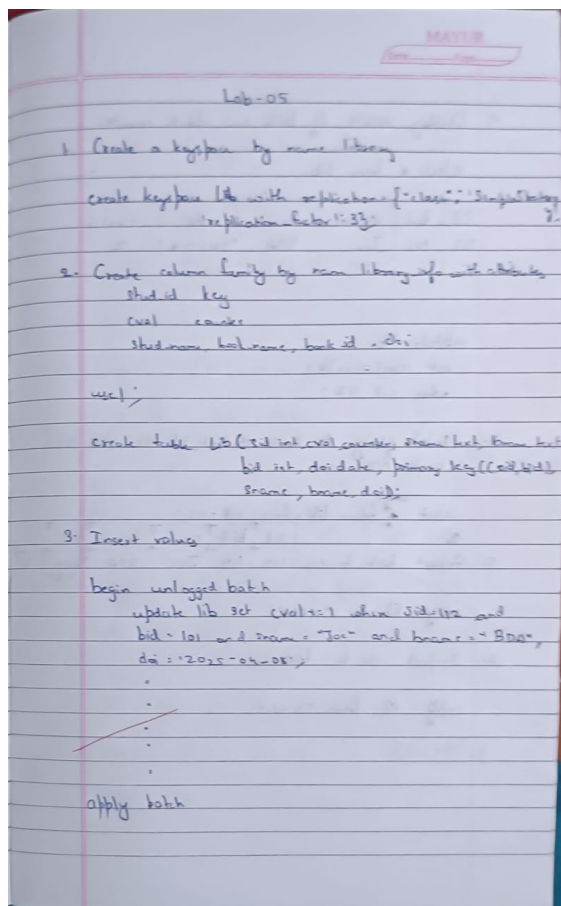 MAYUR
Lab-05
1. Create a keyspace by name library
create keyspace Lib with replication = {"class":
'replication_factor': 3};
2. Create column family by name library with attributes
stud.id key
cval counter
stud.name, book.name, book id
use l;
create table Lib( sid int, cval counter, sname text, bname text
bid int, doi date, primary key((sid, bid),
sname, bname, doi));
3. Insert values
begin unlogged batch
update lib set cval+=1 where sid=112 and
bid = 101 and sname = "Joe" and bname = "BDA",
doi = '2025-04-08';
apply batch